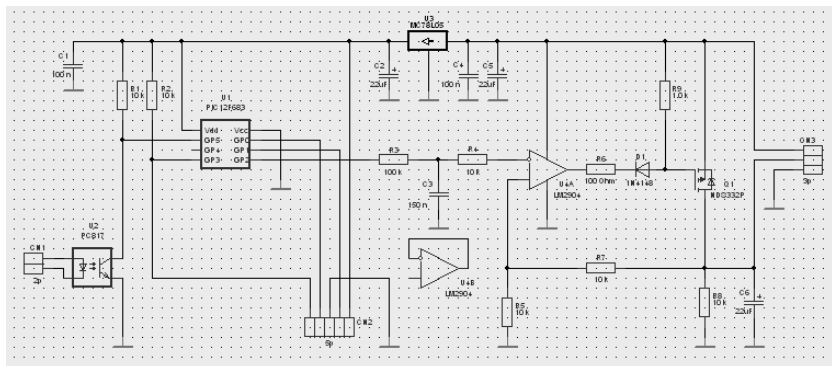 U3
MC78L05
C1
100n
R1
10k
R2
10k
U1
PIC12F683
Vdd Vcc
GP5 GP0
GP4 GP1
GP3 GP2
C2
22uF
C4
100n
C5
22uF
R9
1.0k
CN3
3p
R3
100k
R4
10k
C3
150n
U4A
LM2904
R6
100 Ohm
D1
1N4148
Q1
NDC332P
U2
PC817
CN1
2p
CN2
U4B
LM2904
R7
10k
R5
10k
R8
10k
C6
22uF